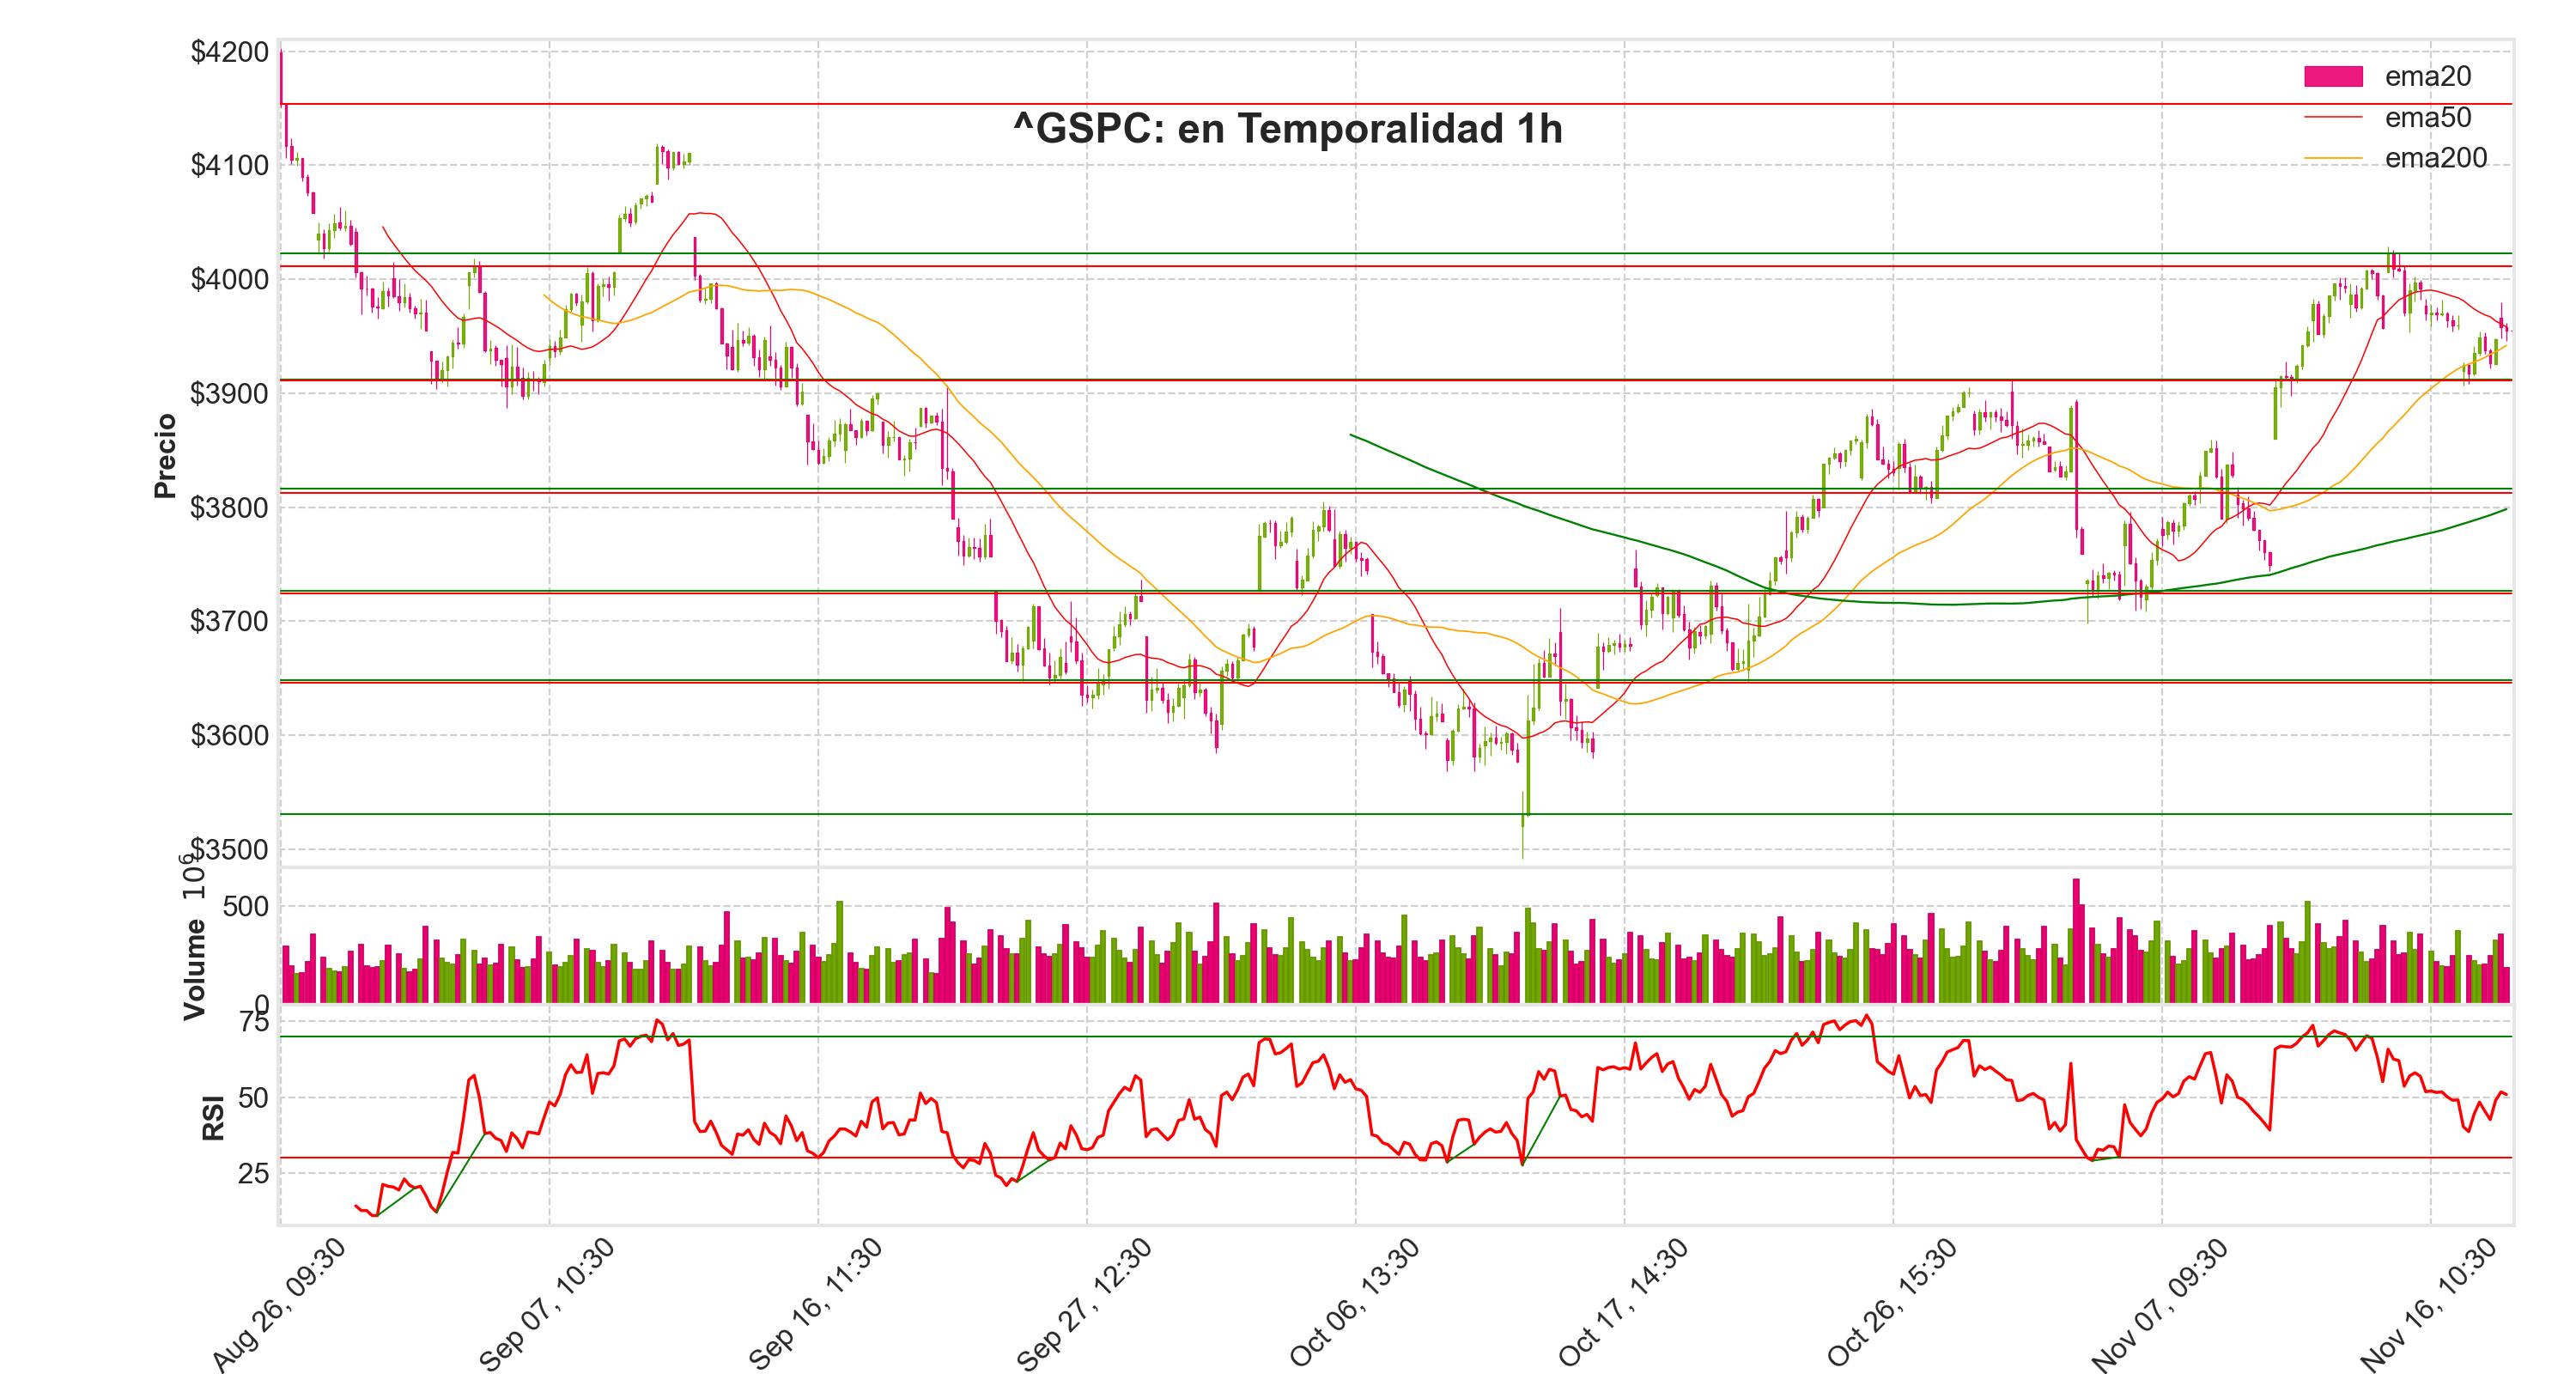 ^GSPC: en Temporalidad 1h
ema20
ema50
ema200
Precio
$4200
$4100
$4000
$3900
$3800
$3700
$3600
$3500
Volume 10⁶
500
0
RSI
75
50
25
Aug 26, 09:30
Sep 07, 10:30
Sep 16, 11:30
Sep 27, 12:30
Oct 06, 13:30
Oct 17, 14:30
Oct 26, 15:30
Nov 07, 09:30
Nov 16, 10:30